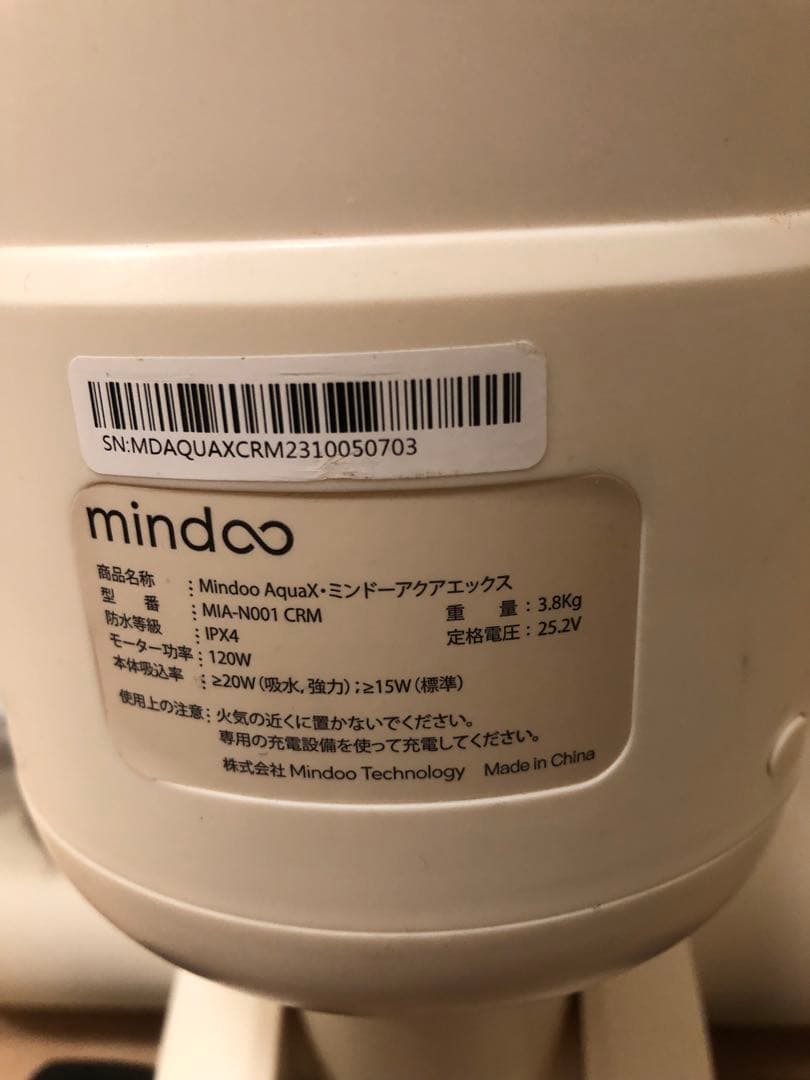 SN:MDAQUAXCRM2310050703
mindoo
商品名称 : Mindoo AquaX・ミンドーアクアエックス
型 番 : MIA-N001 CRM 重 量 : 3.8Kg
防水等級 : IPX4 定格電圧 : 25.2V
モーター功率 : 120W
本体吸込率 : ≥20W (吸水, 強力) ; ≥15W (標準)
使用上の注意 : 火気の近くに置かないでください。
専用の充電設備を使って充電してください。
株式会社 Mindoo Technology Made in China